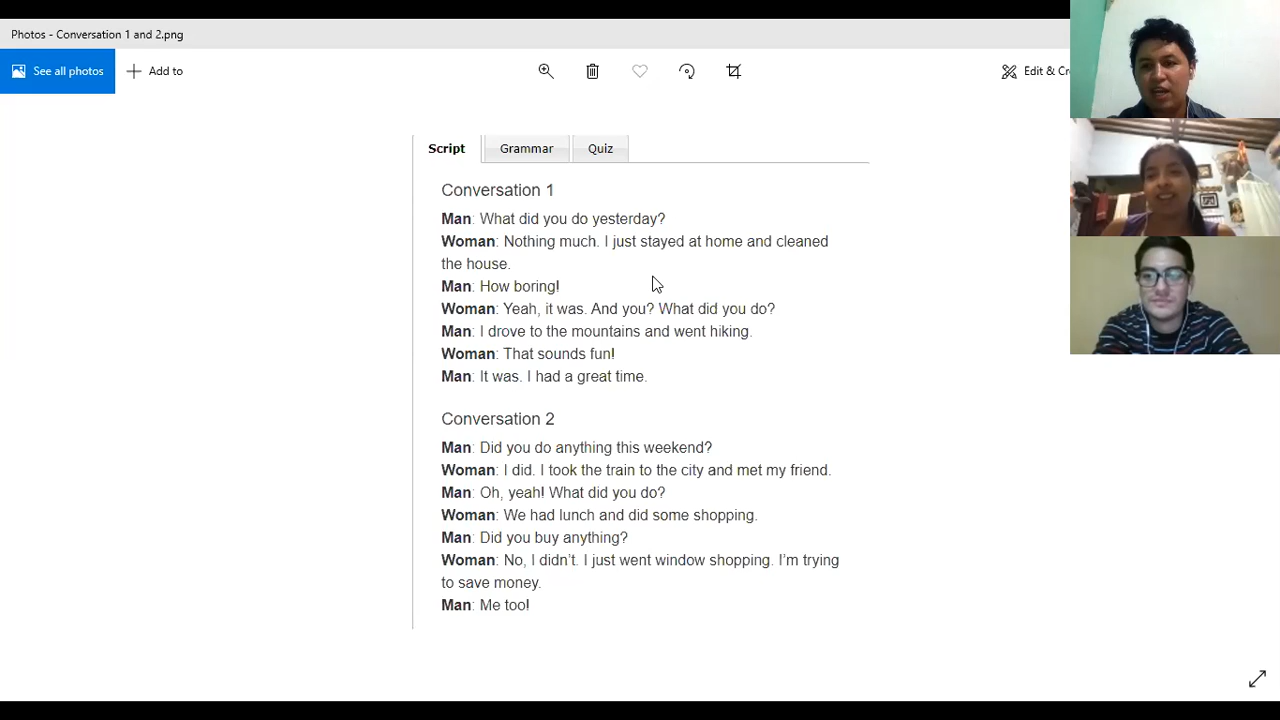 Photos - Conversation 1 and 2.png
See all photos
Add to
Edit & Cr
Script
Grammar
Quiz
Conversation 1
Man: What did you do yesterday?
Woman: Nothing much. I just stayed at home and cleaned
the house.
Man: How boring!
Woman: Yeah, it was. And you? What did you do?
Man: I drove to the mountains and went hiking.
Woman: That sounds fun!
Man: It was. I had a great time.
Conversation 2
Man: Did you do anything this weekend?
Woman: I did. I took the train to the city and met my friend.
Man: Oh, yeah! What did you do?
Woman: We had lunch and did some shopping.
Man: Did you buy anything?
Woman: No, I didn't. I just went window shopping. I'm trying
to save money.
Man: Me too!